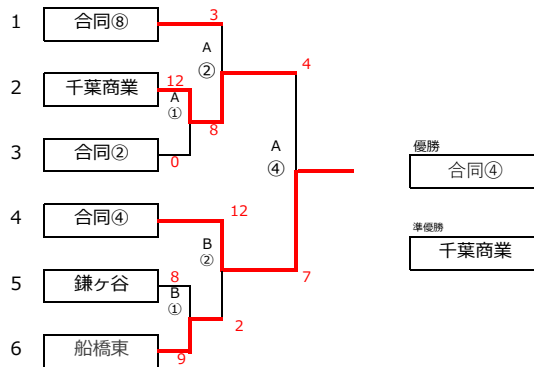 1 合同⑧ 3
A
②
4
2 千葉商業 12
A
①
8
3 合同② 0
A
④
優勝
合同④
4 合同④ 12
B
②
準優勝
千葉商業
7
5 鎌ヶ谷 8
B
①
2
6 船橋東 9